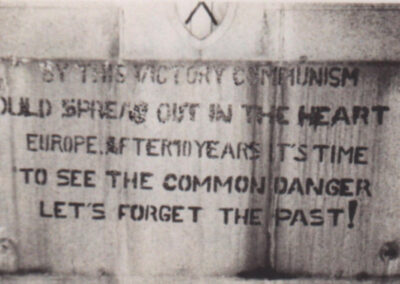 BY THIS VICTORY COMMUNISM
OULD SPREAD OUT IN THE HEART
EUROPE. AFTER 10 YEARS IT'S TIME
TO SEE THE COMMON DANGER
LET'S FORGET THE PAST!